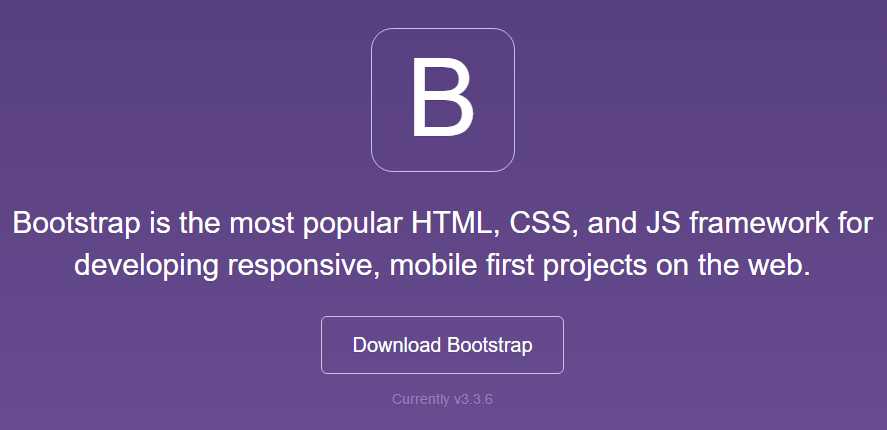 B
Bootstrap is the most popular HTML, CSS, and JS framework for
developing responsive, mobile first projects on the web.
Download Bootstrap
Currently v3.3.6